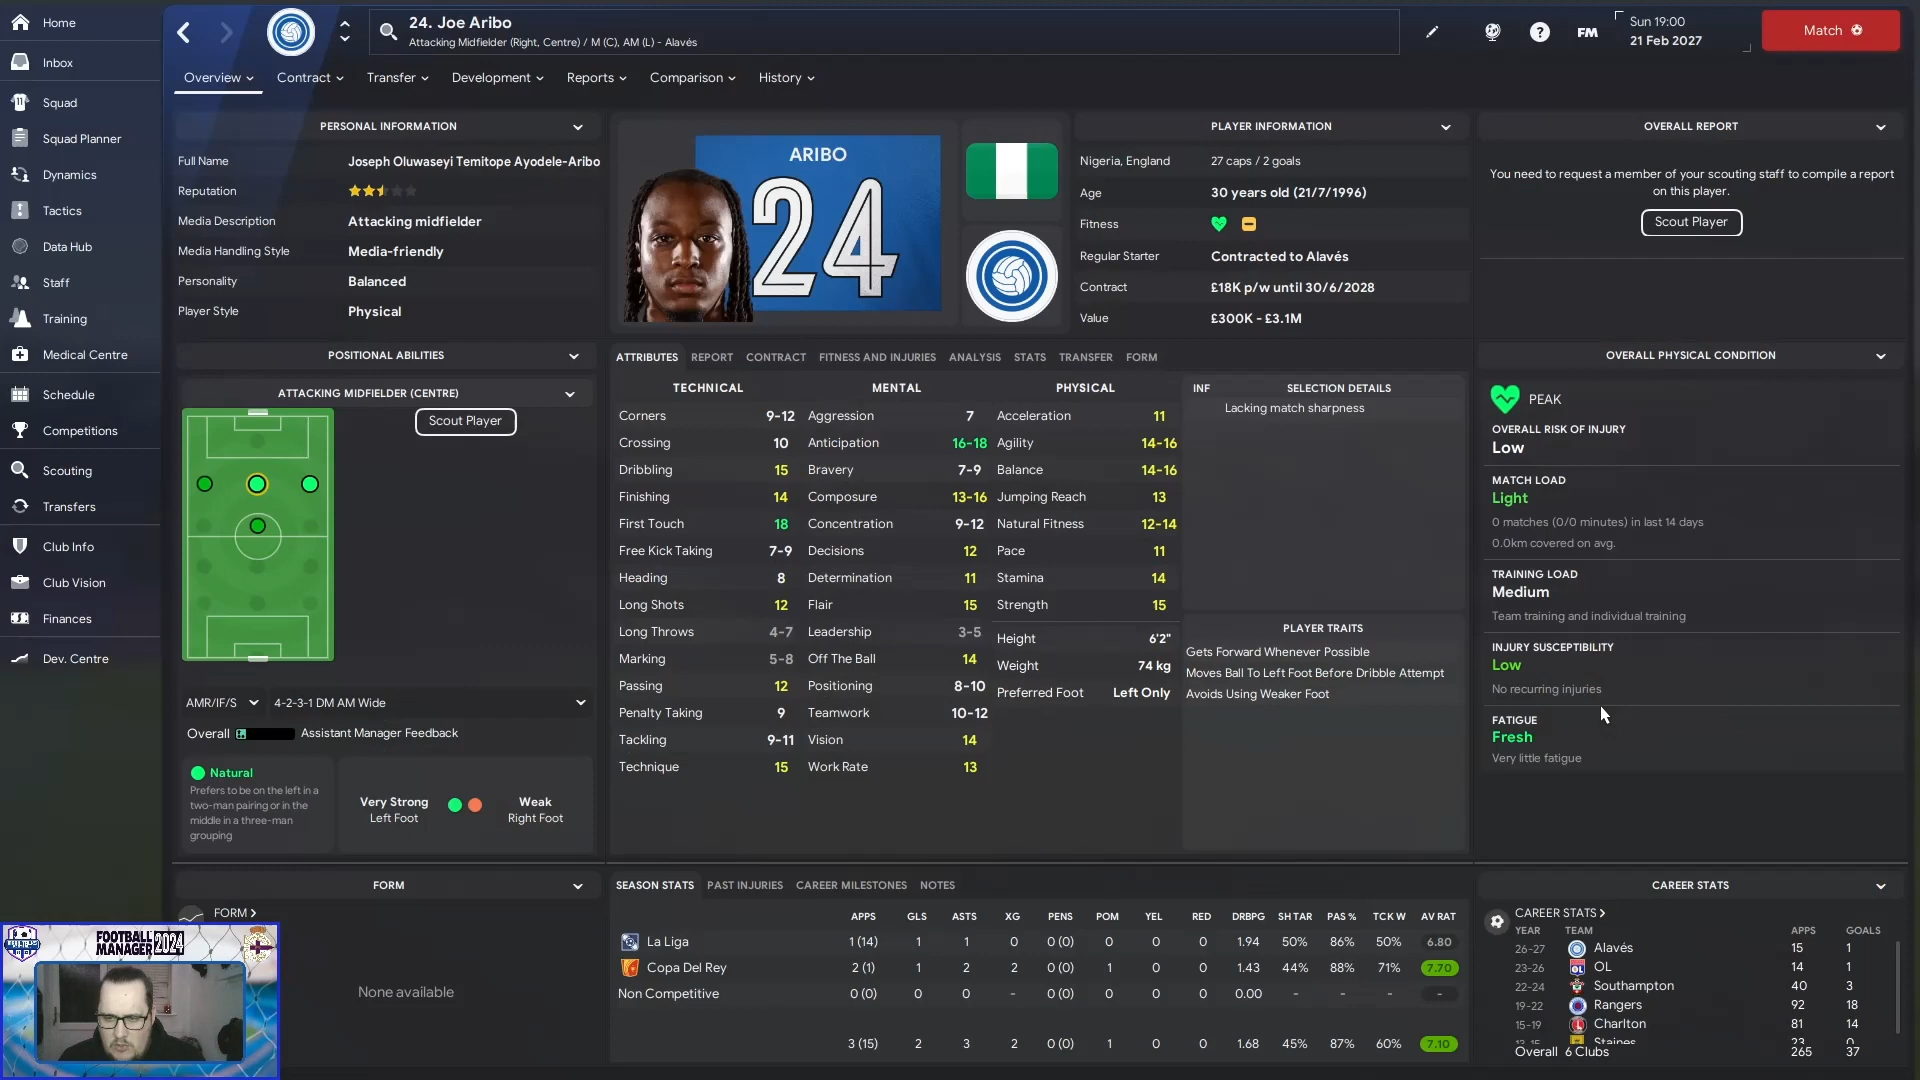 Home
Inbox
Squad
Squad Planner
Dynamics
Tactics
Data Hub
Staff
Training
Medical Centre
Schedule
Competitions
Scouting
Transfers
Club Info
Club Vision
Finances
Dev. Centre
24. Joe Aribo
Attacking Midfielder (Right, Centre) / M (C), AM (L) - Alavés
FM
Sun 19:00
21 Feb 2027
Match
Overview Contract Transfer Development Reports Comparison History
PERSONAL INFORMATION
Full Name Joseph Oluwaseyi Temitope Ayodele-Aribo
Reputation
Media Description Attacking midfielder
Media Handling Style Media-friendly
Personality Balanced
Player Style Physical
ARIBO
24
PLAYER INFORMATION
Nigeria, England 27 caps / 2 goals
Age 30 years old (21/7/1996)
Fitness
Regular Starter Contracted to Alavés
Contract £18K p/w until 30/6/2028
Value £300K - £3.1M
OVERALL REPORT
You need to request a member of your scouting staff to compile a report
on this player.
Scout Player
POSITIONAL ABILITIES
ATTACKING MIDFIELDER (CENTRE)
Scout Player
AMR/IF/S 4-2-3-1 DM AM Wide
Overall Assistant Manager Feedback
Natural
Prefers to be on the left in a
two-man pairing or in the
middle in a three-man
grouping
Very Strong
Left Foot
Weak
Right Foot
ATTRIBUTES REPORT CONTRACT FITNESS AND INJURIES ANALYSIS STATS TRANSFER FORM
TECHNICAL MENTAL PHYSICAL
Corners 9-12 Aggression 7 Acceleration 11
Crossing 10 Anticipation 16-18 Agility 14-16
Dribbling 15 Bravery 7-9 Balance 14-16
Finishing 14 Composure 13-16 Jumping Reach 13
First Touch 18 Concentration 9-12 Natural Fitness 12-14
Free Kick Taking 7-9 Decisions 12 Pace 11
Heading 8 Determination 11 Stamina 14
Long Shots 12 Flair 15 Strength 15
Long Throws 4-7 Leadership 3-5 Height 6'2"
Marking 5-8 Off The Ball 14 Weight 74 kg
Passing 12 Positioning 8-10 Preferred Foot Left Only
Penalty Taking 9 Teamwork 10-12
Tackling 9-11 Vision 14
Technique 15 Work Rate 13
INF SELECTION DETAILS
Lacking match sharpness
PLAYER TRAITS
Gets Forward Whenever Possible
Moves Ball To Left Foot Before Dribble Attempt
Avoids Using Weaker Foot
OVERALL PHYSICAL CONDITION
PEAK
OVERALL RISK OF INJURY
Low
MATCH LOAD
Light
0 matches (0/0 minutes) in last 14 days
0.0km covered on avg.
TRAINING LOAD
Medium
Team training and individual training
INJURY SUSCEPTIBILITY
Low
No recurring injuries
FATIGUE
Fresh
Very little fatigue
FORM
FORM
None available
FOOTBALL
MANAGER 2024
SEASON STATS PAST INJURIES CAREER MILESTONES NOTES
APPS GLS ASTS XG PENS POM YEL RED DRBPG SH TAR PAS % TCK W AV RAT
La Liga 1 (14) 1 1 0 0 (0) 0 0 0 1.94 50% 86% 50% 6.80
Copa Del Rey 2 (1) 1 2 2 0 (0) 1 0 0 1.43 44% 88% 71% 7.70
Non Competitive 0 (0) 0 0 - 0 (0) 0 0 0 0.00 - - - -
3 (15) 2 3 2 0 (0) 1 0 0 1.68 45% 87% 60% 7.10
CAREER STATS
CAREER STATS
YEAR TEAM APPS GOALS
26-27 Alavés 15 1
23-26 OL 14 1
22-24 Southampton 40 3
19-22 Rangers 92 18
15-19 Charlton 81 14
Staines 23 0
Overall 6 Clubs 265 37